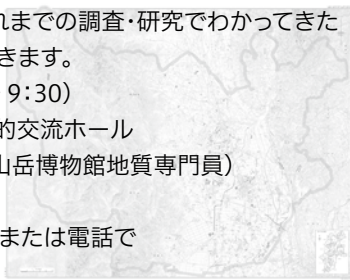 れまでの調査・研究でわかってきた
きます。
9：30）
的交流ホール
山岳博物館地質専門員）
または電話で